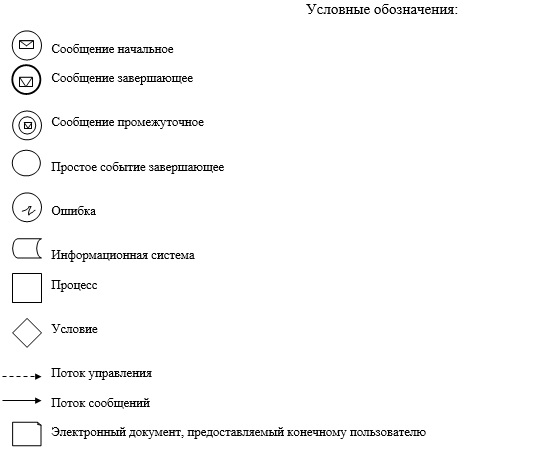 Условные обозначения:
Сообщение начальное
Сообщение завершающее
Сообщение промежуточное
Простое событие завершающее
Ошибка
Информационная система
Процесс
Условие
Поток управления
Поток сообщений
Электронный документ, предоставляемый конечному пользователю